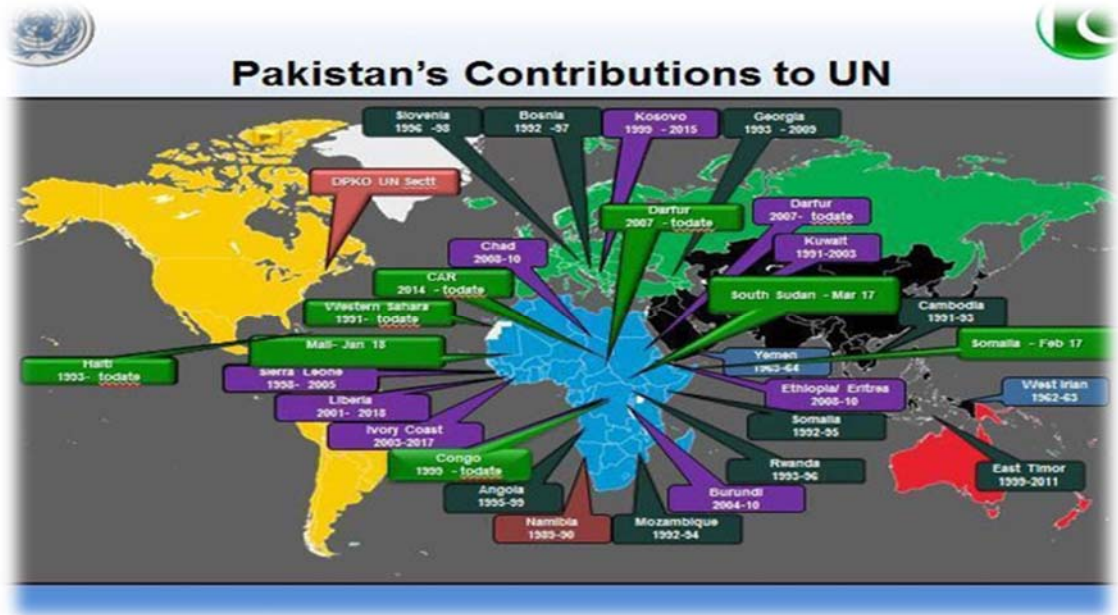 Pakistan's Contributions to UN
Slovenia
1996 -98
Bosnia
1992 -97
Kosovo
1999 - 2015
Georgia
1993 - 2009
DPKO UN Sectt
Darfur
2007 - todate
Darfur
2007- todate
Chad
2008-10
Kuwait
1991-2003
CAR
2014 - todate
South Sudan - Mar 17
Western Sahara
1991- todate
Cambodia
1991-93
Mali- Jan 18
Somalia - Feb 17
Haiti
1993- todate
Yemen
1963-64
Sierra Leone
1998- 2005
Ethiopia/ Eritrea
2008-10
West Irian
1962-63
Liberia
2001- 2018
Ivory Coast
2003-2017
Somalia
1992-95
Congo
1999 - todate
Rwanda
1993-96
East Timor
1999-2011
Angola
1995-99
Burundi
2004-10
Namibia
1989-90
Mozambique
1992-94